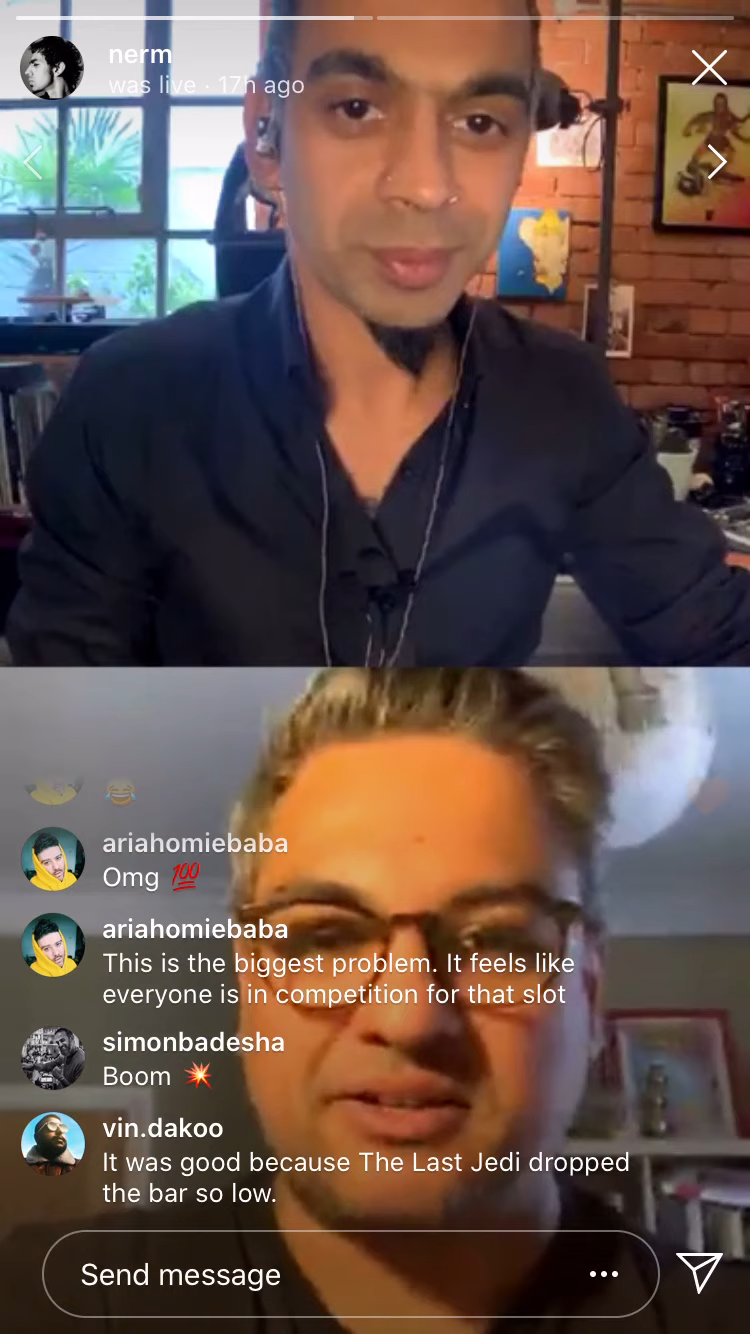 nerm
was live · 17h ago
😂
ariahomiebaba
Omg 💯
ariahomiebaba
This is the biggest problem. It feels like
everyone is in competition for that slot
simonbadesha
Boom 💥
vin.dakoo
It was good because The Last Jedi dropped
the bar so low.
Send message